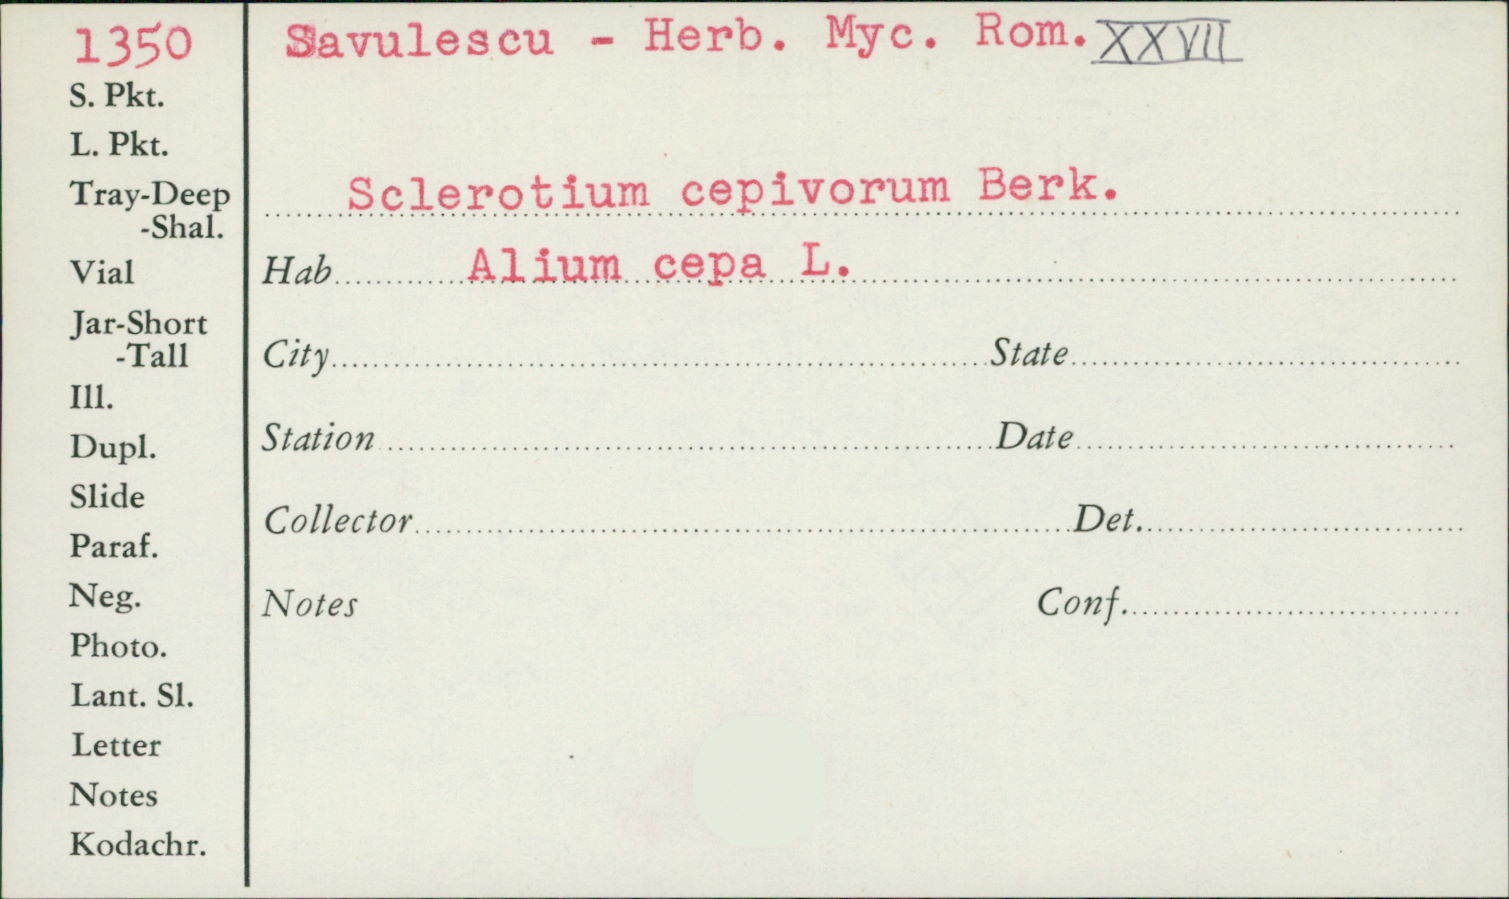 1350
Savulescu - Herb. Myc. Rom. XXVII
S. Pkt.
L. Pkt.
Tray-Deep
-Shal.
Vial
Jar-Short
-Tall
Ill.
Dupl.
Slide
Paraf.
Neg.
Photo.
Lant. Sl.
Letter
Notes
Kodachr.
Sclerotium cepivorum Berk.
Hab Alium cepa L.
City State
Station Date
Collector Det.
Notes Conf.